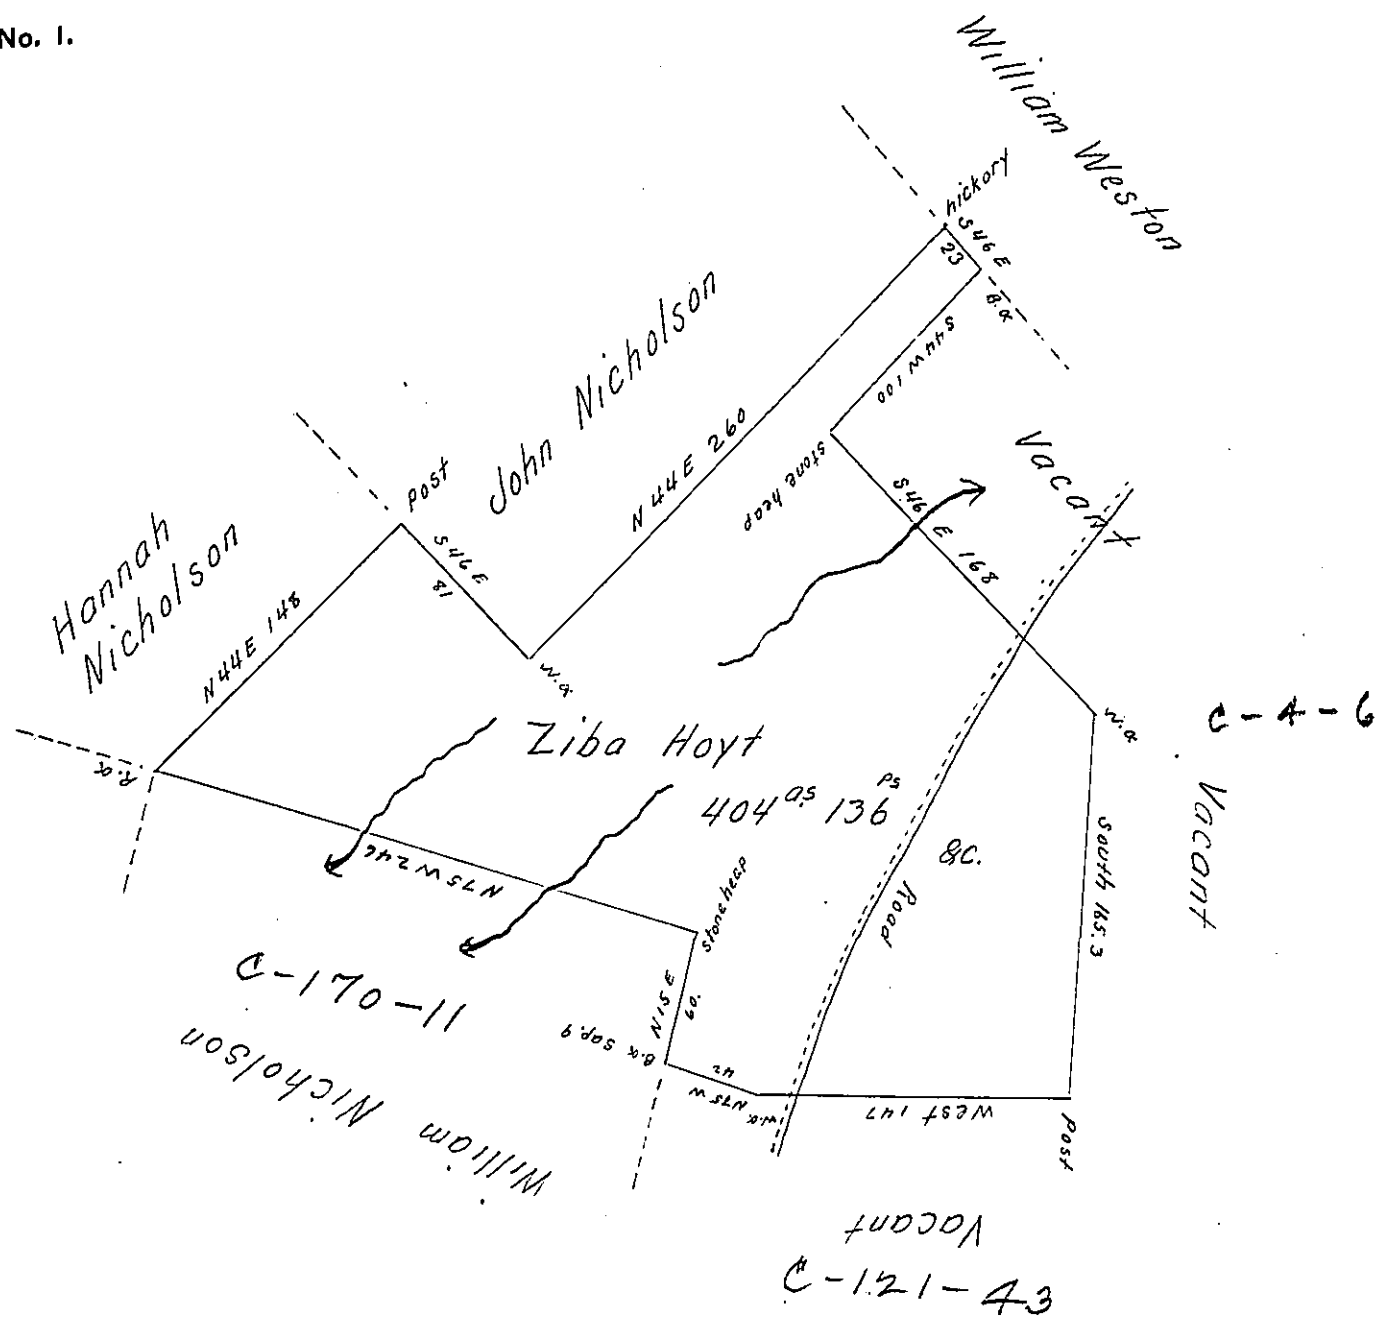 No. 1.
William Weston
hickory
S46E
23
B.o.
S44W 100
John Nicholson
N44E 260
stone heap
post
S46E
81
Hannah
Nicholson
N44E 148
W.o.
S46E 168
Vacant
R.o.
Ziba Hoyt
404as 136ps
&c.
Road
W.o.
C-4-6
Vacant
South 165.3
N75W 246
stone heap
N15E
60.
C-170-11
William Nicholson
B.o. Sap. 9
42
N75W
W.o.
West 147
Post
Vacant
C-121-43